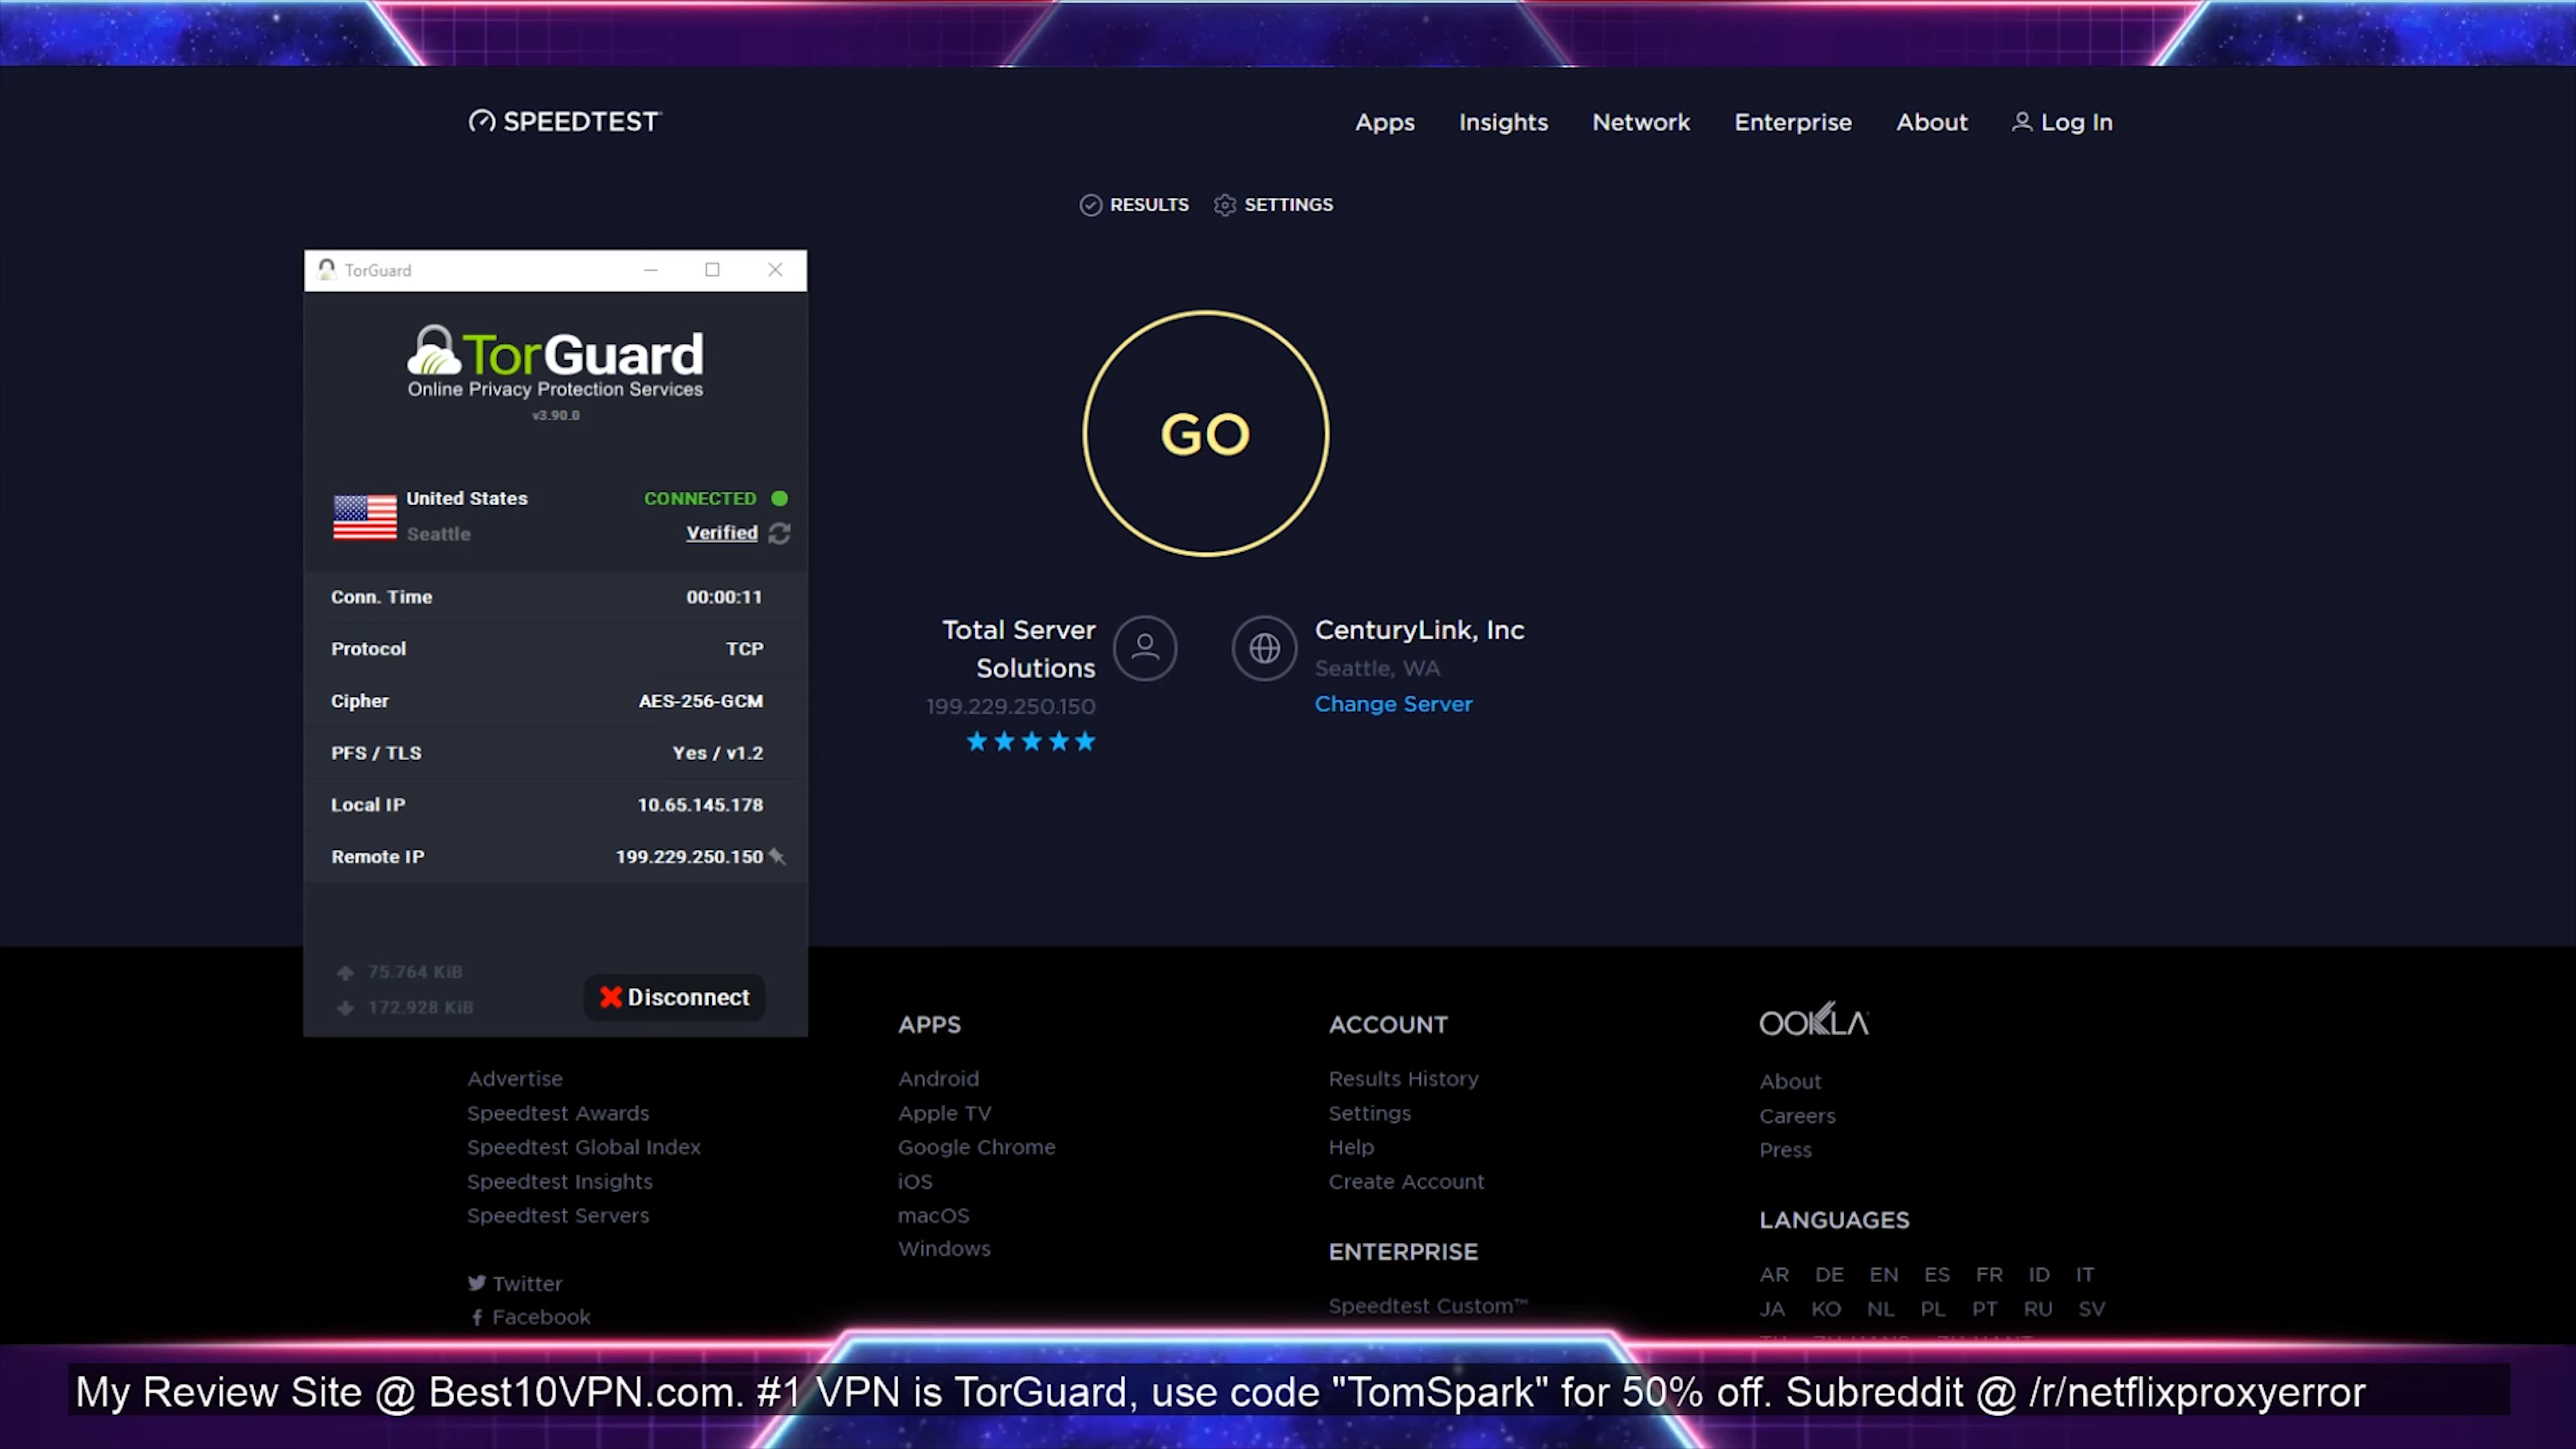 SPEEDTEST
Apps Insights Network Enterprise About Log In
RESULTS SETTINGS
TorGuard
TorGuard
Online Privacy Protection Services
v3.90.0
United States CONNECTED
Seattle Verified
Conn. Time 00:00:11
Protocol TCP
Cipher AES-256-GCM
PFS / TLS Yes / v1.2
Local IP 10.65.145.178
Remote IP 199.229.250.150
75.764 KiB
172.928 KiB
Disconnect
GO
Total Server
Solutions
199.229.250.150
CenturyLink, Inc
Seattle, WA
Change Server
Advertise
Speedtest Awards
Speedtest Global Index
Speedtest Insights
Speedtest Servers
Twitter
Facebook
APPS
Android
Apple TV
Google Chrome
iOS
macOS
Windows
ACCOUNT
Results History
Settings
Help
Create Account
ENTERPRISE
Speedtest Custom™
OOKLA
About
Careers
Press
LANGUAGES
AR DE EN ES FR ID IT
JA KO NL PL PT RU SV
My Review Site @ Best10VPN.com. #1 VPN is TorGuard, use code "TomSpark" for 50% off. Subreddit @ /r/netflixproxyerror